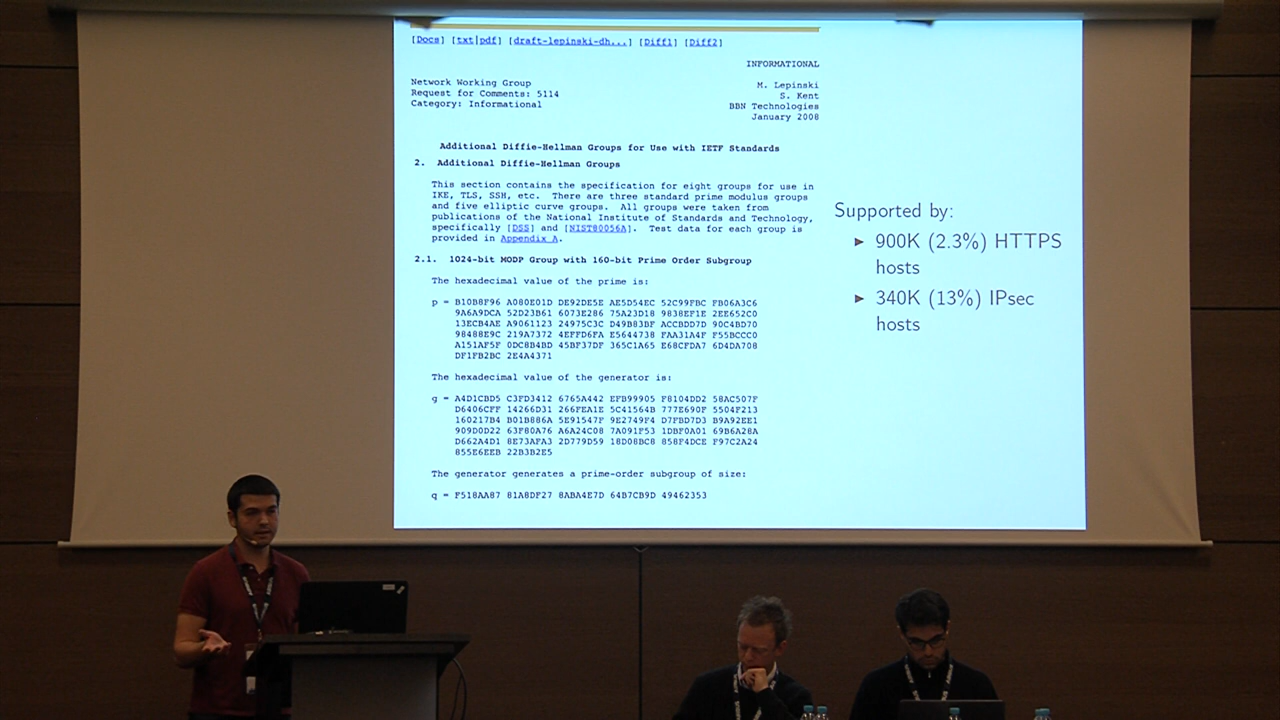 [Docs] [txt|pdf] [draft-lepinski-dh...] [Diff1] [Diff2]
INFORMATIONAL
Network Working Group M. Lepinski
Request for Comments: 5114 S. Kent
Category: Informational BBN Technologies
January 2008
Additional Diffie-Hellman Groups for Use with IETF Standards
2. Additional Diffie-Hellman Groups
This section contains the specification for eight groups for use in
IKE, TLS, SSH, etc. There are three standard prime modulus groups
and five elliptic curve groups. All groups were taken from
publications of the National Institute of Standards and Technology,
specifically [DSS] and [NIST80056A]. Test data for each group is
provided in Appendix A.
2.1. 1024-bit MODP Group with 160-bit Prime Order Subgroup
The hexadecimal value of the prime is:
p = B10B8F96 A080E01D DE92DE5E AE5D54EC 52C99FBC FB06A3C6
9A6A9DCA 52D23B61 6073E286 75A23D18 9838EF1E 2EE652C0
13ECB4AE A9061123 24975C3C D49B83BF ACCBDD7D 90C4BD70
98488E9C 219A7372 4EFFD6FA E5644738 FAA31A4F F55BCCC0
A151AF5F 0DC8B4BD 45BF37DF 365C1A65 E68CFDA7 6D4DA708
DF1FB2BC 2E4A4371
The hexadecimal value of the generator is:
g = A4D1CBD5 C3FD3412 6765A442 EFB99905 F8104DD2 58AC507F
D6406CFF 14266D31 266FEA1E 5C41564B 777E690F 5504F213
160217B4 B01B886A 5E91547F 9E2749F4 D7FBD7D3 B9A92EE1
909D0D22 63F80A76 A6A24C08 7A091F53 1DBF0A01 69B6A28A
D662A4D1 8E73AFA3 2D779D59 18D08BC8 858F4DCE F97C2A24
855E6EEB 22B3B2E5
The generator generates a prime-order subgroup of size:
q = F518AA87 81A8DF27 8ABA4E7D 64B7CB9D 49462353
Supported by:
► 900K (2.3%) HTTPS
hosts
► 340K (13%) IPsec
hosts